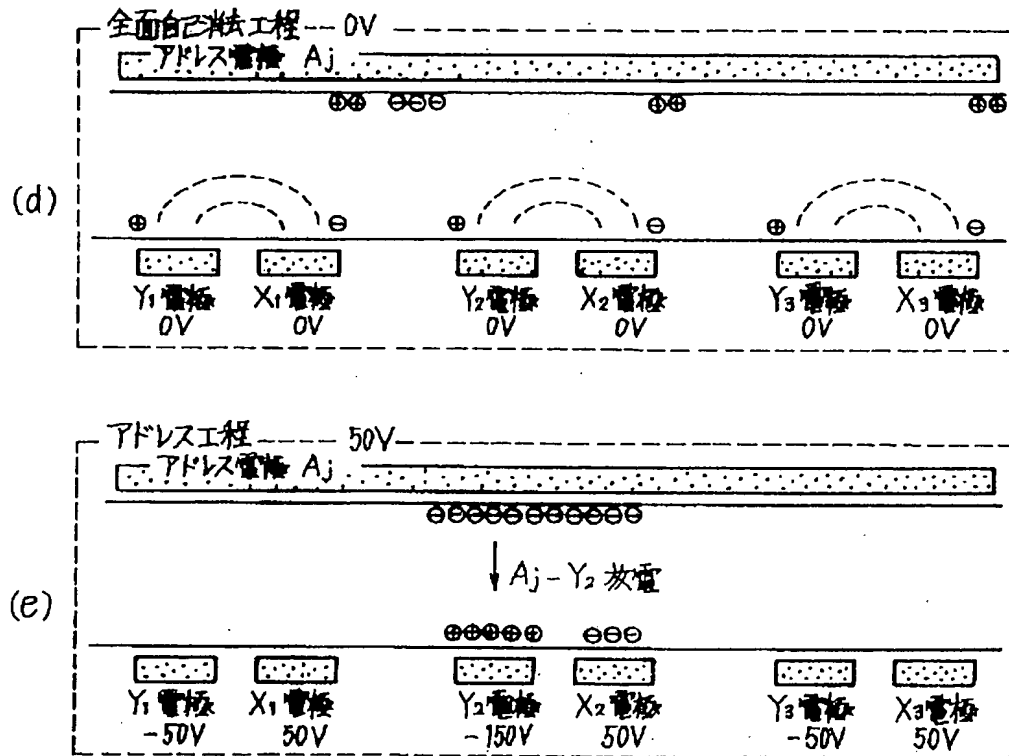 全面自己消去工程 0V
アドレス電極 Aj
⊕⊕ ⊖⊖⊖ ⊕⊕ ⊕⊕
(d)
⊕ ⊖ ⊕ ⊖ ⊕ ⊖
Y1電極 X1電極 Y2電極 X2電極 Y3電極 X3電極
0V 0V 0V 0V 0V 0V
アドレス工程 50V
アドレス電極 Aj
⊖⊖⊖⊖⊖⊖⊖⊖⊖⊖
Aj-Y2放電
(e)
⊕⊕⊕⊕⊕ ⊖⊖⊖
Y1電極 X1電極 Y2電極 X2電極 Y3電極 X3電極
-50V 50V -150V 50V -50V 50V